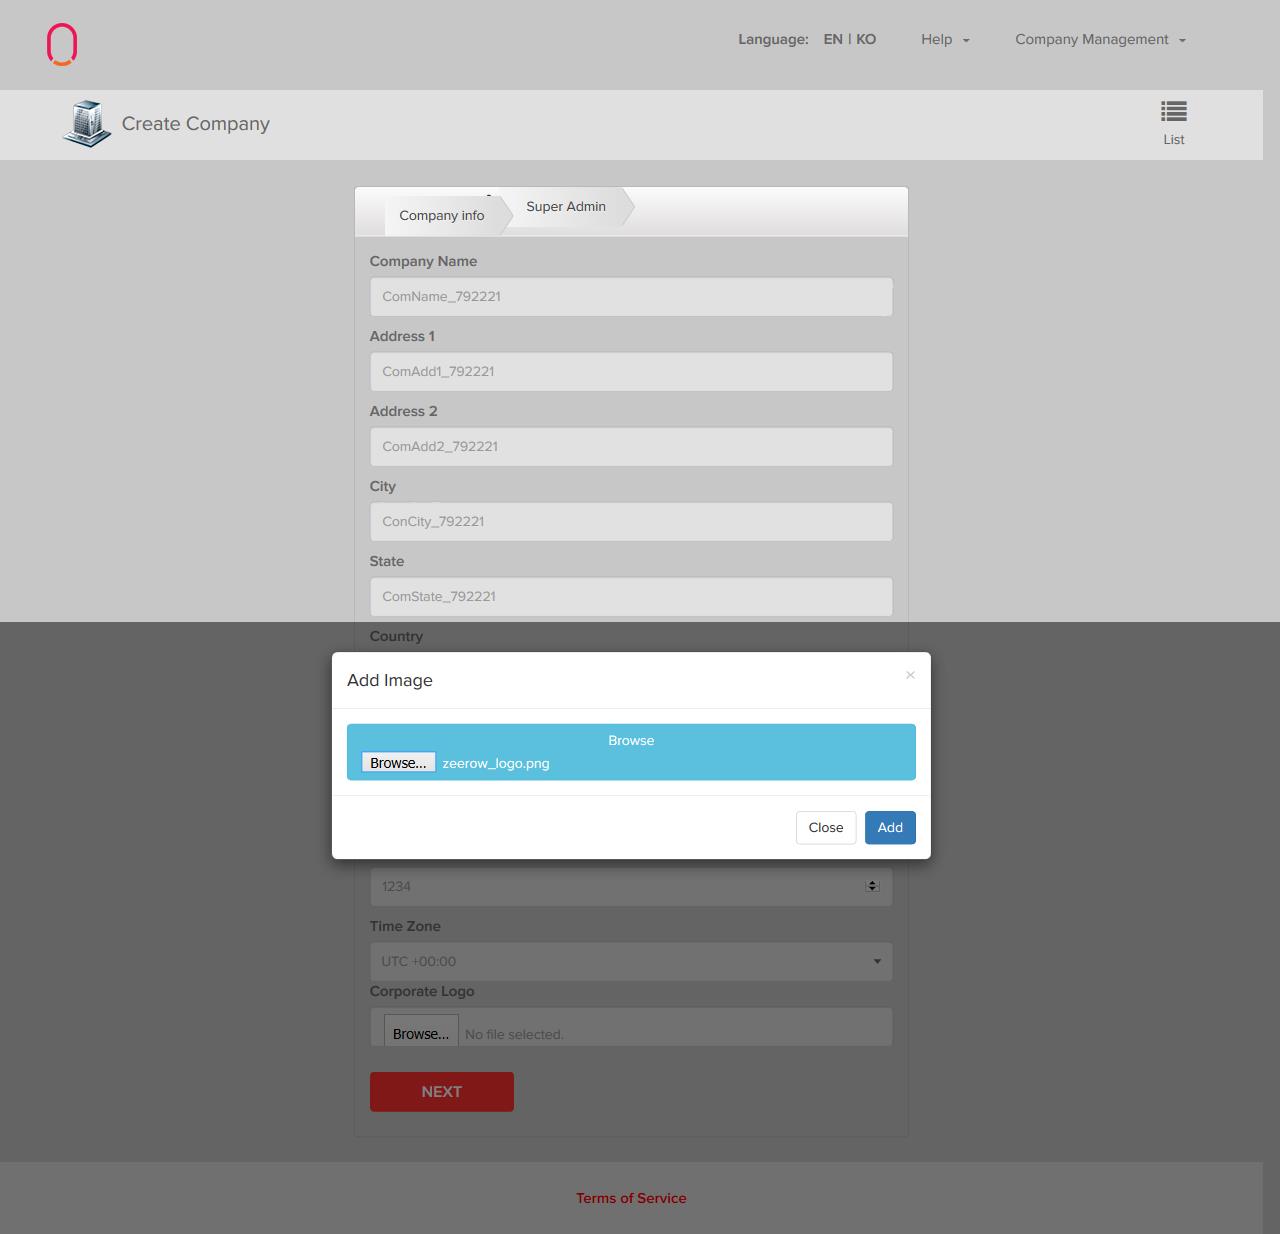 Language: EN | KO Help Company Management
Create Company
List
Company info Super Admin
Company Name
ComName_792221
Address 1
ComAdd1_792221
Address 2
ComAdd2_792221
City
ConCity_792221
State
ComState_792221
Country
Add Image ×
Browse
Browse... zeerow_logo.png
Close Add
1234
Time Zone
UTC +00:00
Corporate Logo
Browse... No file selected.
NEXT
Terms of Service